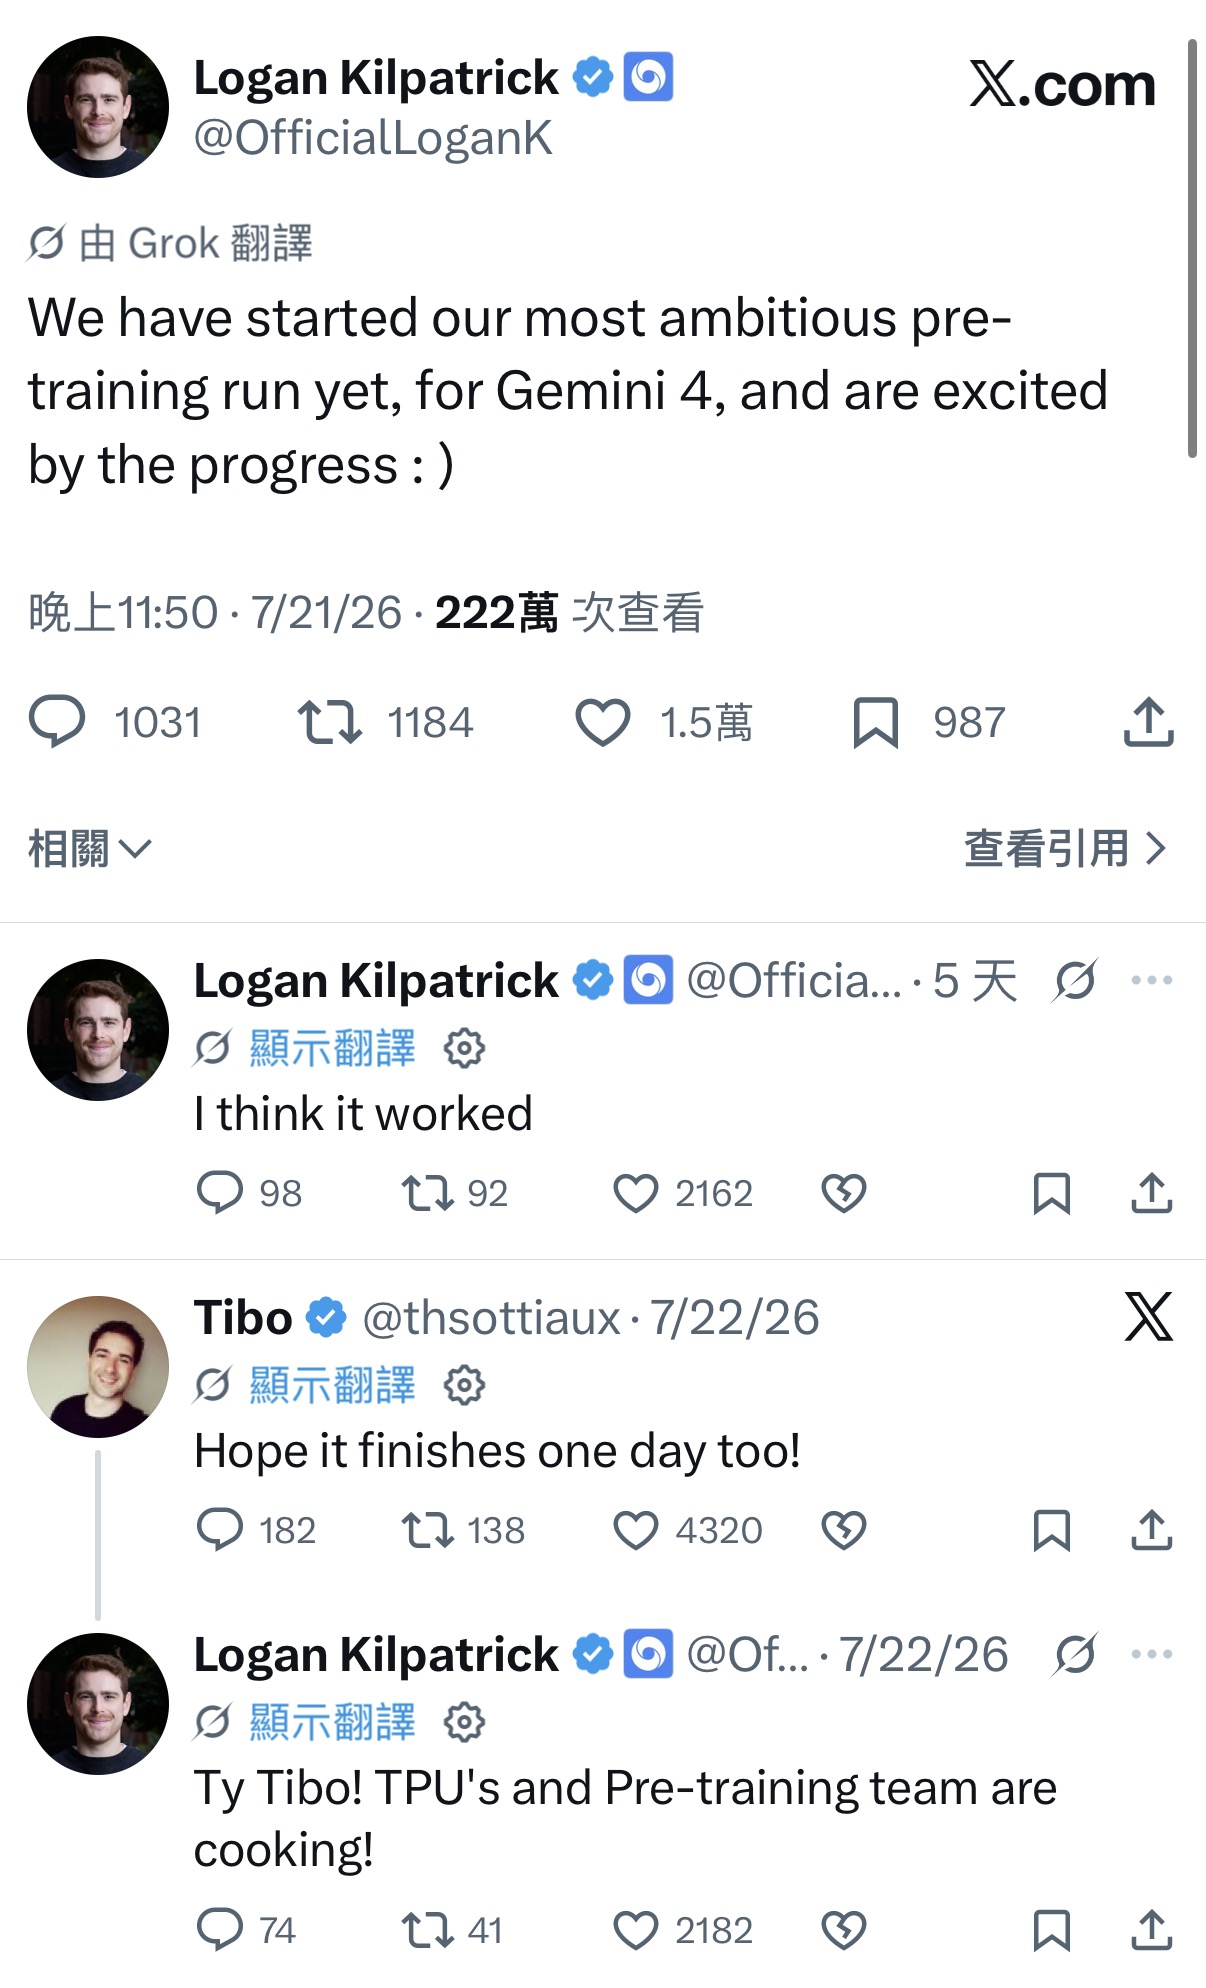 Logan Kilpatrick
X.com
@OfficialLoganK
由 Grok 翻譯
We have started our most ambitious pre-
training run yet, for Gemini 4, and are excited
by the progress : )
晚上11:50 · 7/21/26 · 222萬 次查看
1031 1184 1.5萬 987
相關 查看引用
Logan Kilpatrick @Officia... · 5 天
顯示翻譯
I think it worked
98 92 2162
Tibo @thsottiaux · 7/22/26
顯示翻譯
Hope it finishes one day too!
182 138 4320
Logan Kilpatrick @Of... · 7/22/26
顯示翻譯
Ty Tibo! TPU's and Pre-training team are
cooking!
74 41 2182